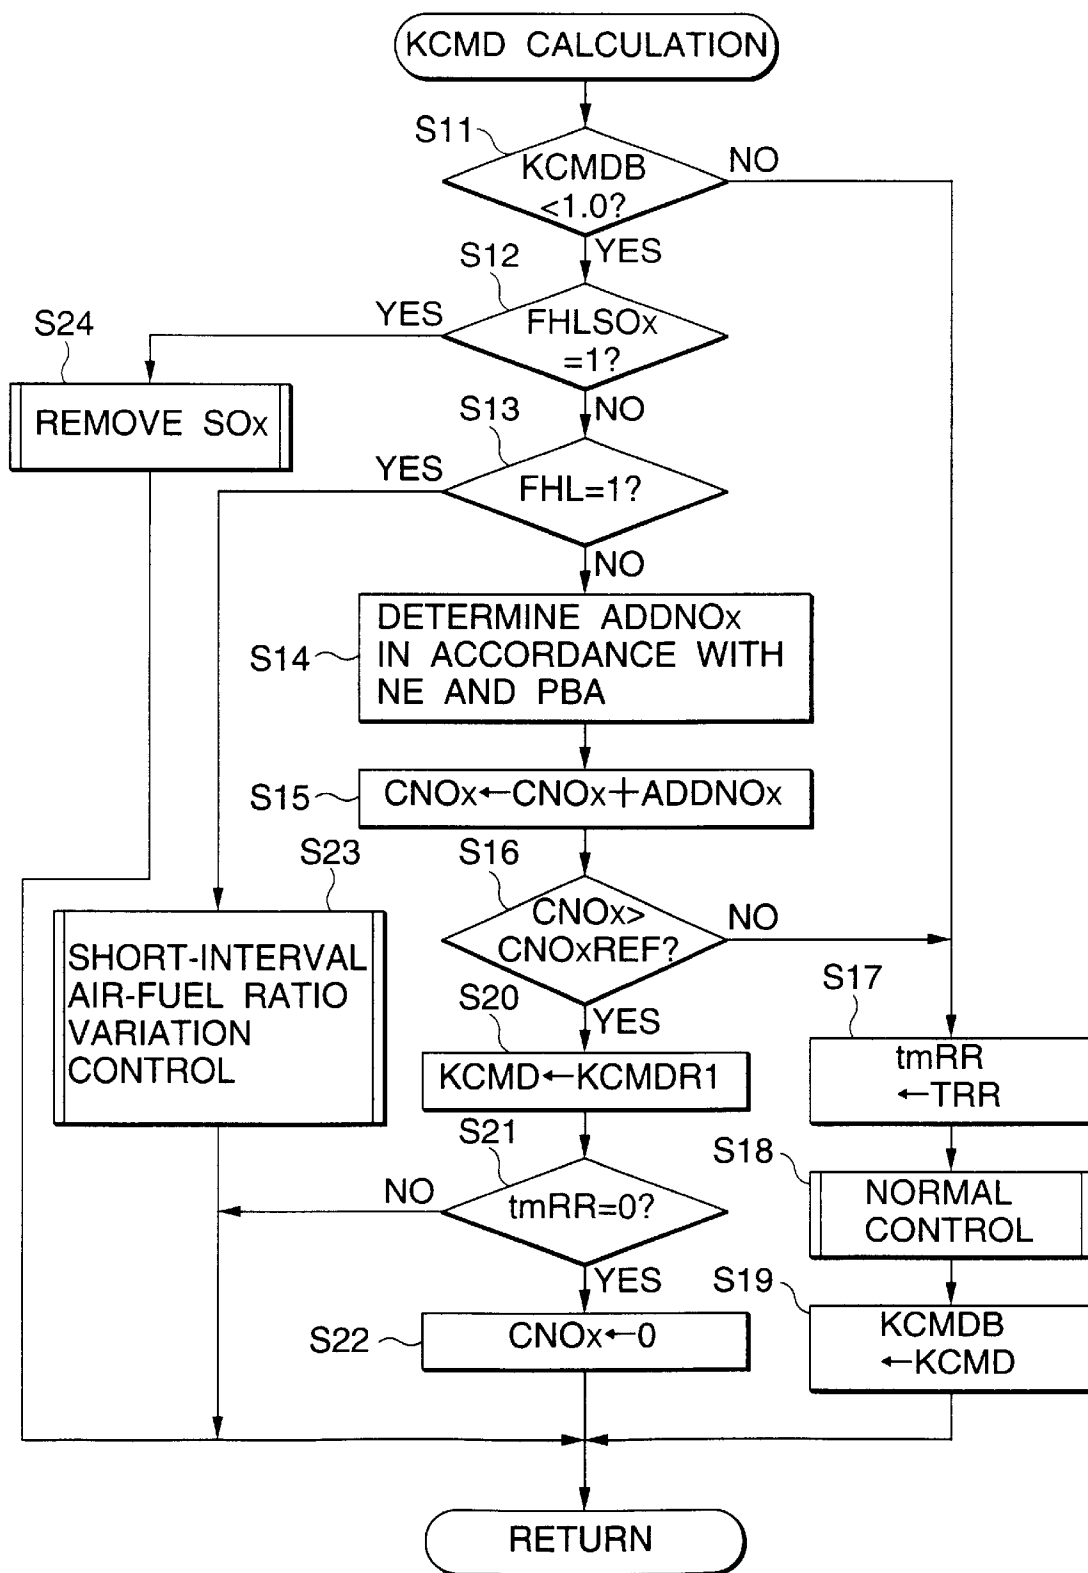 KCMD CALCULATION
S11
KCMDB
<1.0?
NO
YES
S12
FHLSOx
=1?
YES
NO
S24
REMOVE SOx
S13
FHL=1?
YES
NO
S14
DETERMINE ADDNOx
IN ACCORDANCE WITH
NE AND PBA
S15
CNOx←CNOx+ADDNOx
S16
CNOx>
CNOxREF?
NO
YES
S23
SHORT-INTERVAL
AIR-FUEL RATIO
VARIATION
CONTROL
S20
KCMD←KCMDR1
S17
tmRR
←TRR
S21
tmRR=0?
NO
YES
S18
NORMAL
CONTROL
S22
CNOx←0
S19
KCMDB
←KCMD
RETURN